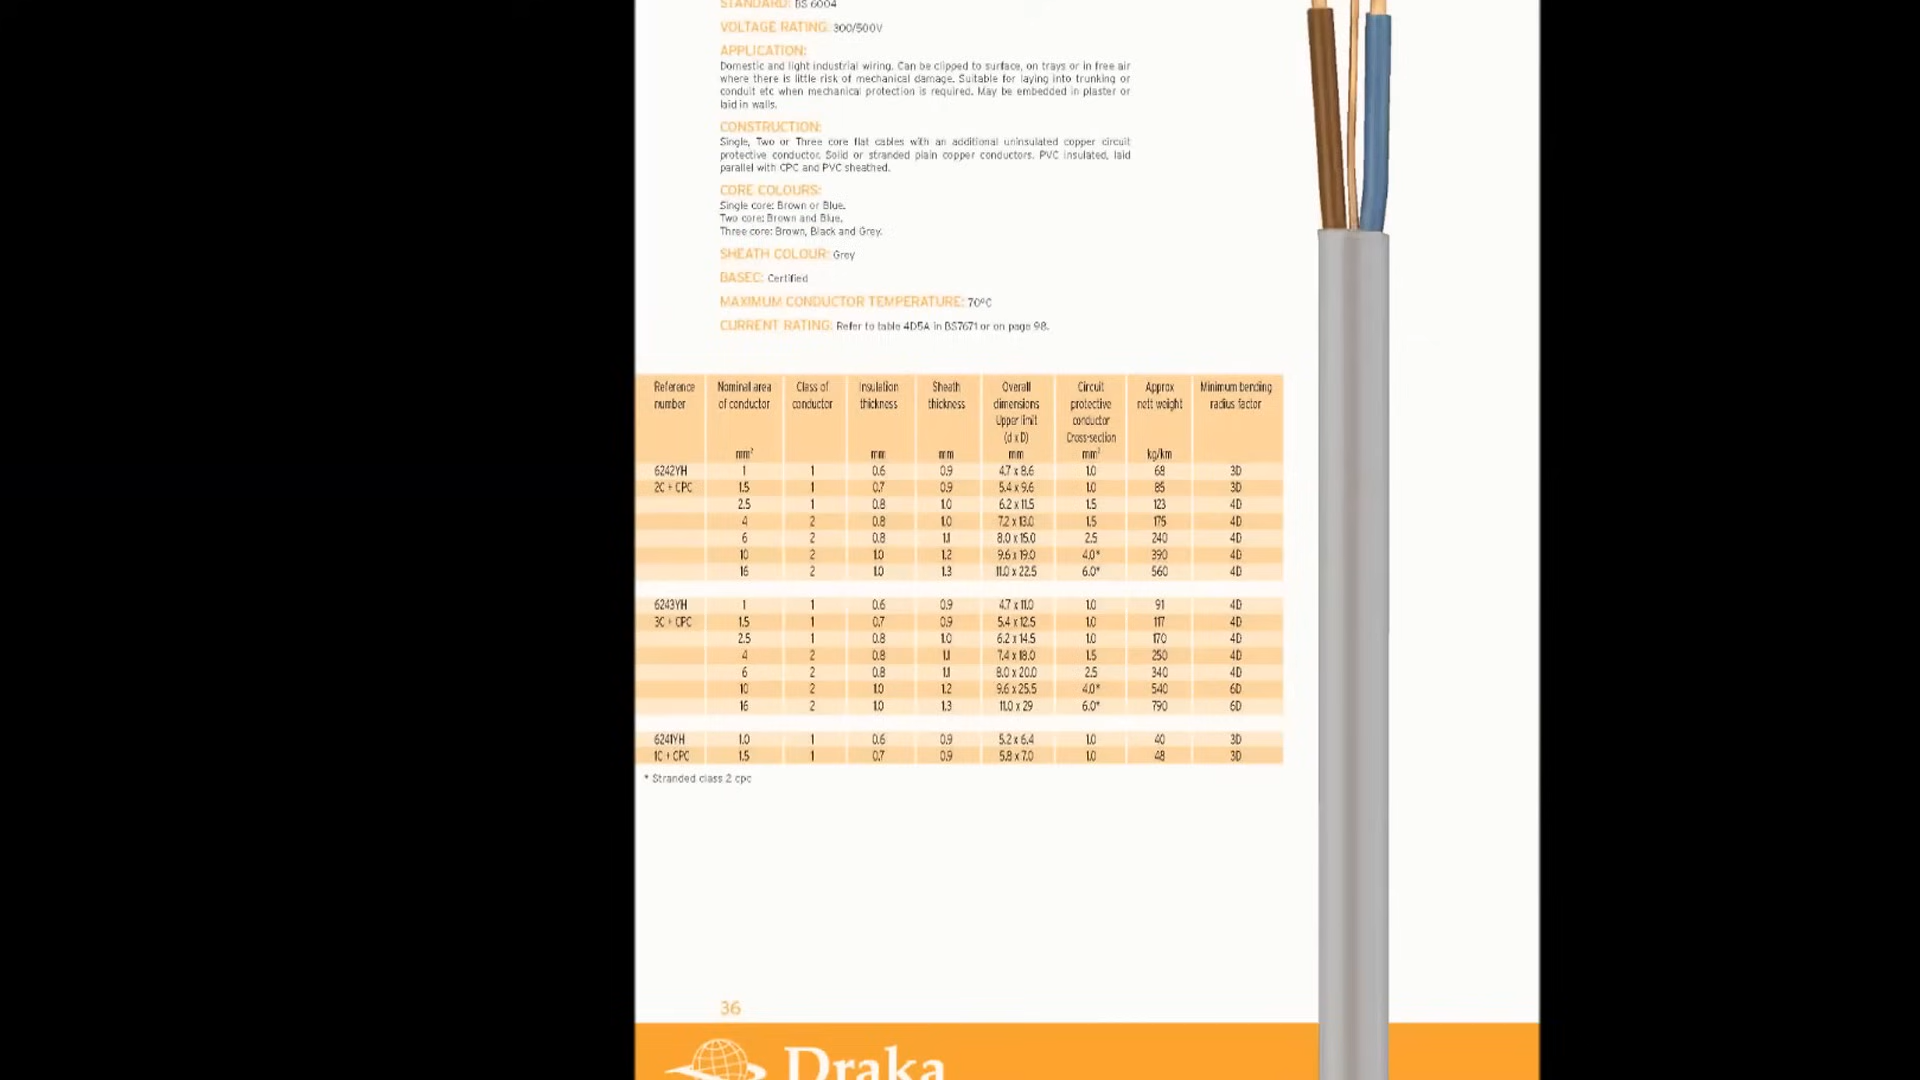 STANDARD: BS 6004
VOLTAGE RATING: 300/500V
APPLICATION:
Domestic and light industrial wiring. Can be clipped to surface, on trays or in free air
where there is little risk of mechanical damage. Suitable for laying into trunking or
conduit etc when mechanical protection is required. May be embedded in plaster or
laid in walls.
CONSTRUCTION:
Single, Two or Three core flat cables with an additional uninsulated copper circuit
protective conductor. Solid or stranded plain copper conductors. PVC insulated, laid
parallel with CPC and PVC sheathed.
CORE COLOURS:
Single core: Brown or Blue.
Two core: Brown and Blue.
Three core: Brown, Black and Grey.
SHEATH COLOUR: Grey
BASEC: Certified
MAXIMUM CONDUCTOR TEMPERATURE: 70ºC
CURRENT RATING: Refer to table 4D5A in BS7671 or on page 98.
Reference Nominal area Class of Insulation Sheath Overall Circuit Approx Minimum bending
number of conductor conductor thickness thickness dimensions protective nett weight radius factor
Upper limit conductor
(d x D) Cross-section
mm² mm mm mm mm² kg/km
6242YH 1 1 0.6 0.9 4.7 x 8.6 1.0 68 3D
2C + CPC 1.5 1 0.7 0.9 5.4 x 9.6 1.0 85 3D
2.5 1 0.8 1.0 6.2 x 11.5 1.5 123 4D
4 2 0.8 1.0 7.2 x 13.0 1.5 175 4D
6 2 0.8 1.1 8.0 x 15.0 2.5 240 4D
10 2 1.0 1.2 9.6 x 19.0 4.0* 390 4D
16 2 1.0 1.3 11.0 x 22.5 6.0* 560 4D
6243YH 1 1 0.6 0.9 4.7 x 11.0 1.0 91 4D
3C + CPC 1.5 1 0.7 0.9 5.4 x 12.5 1.0 117 4D
2.5 1 0.8 1.0 6.2 x 14.5 1.0 170 4D
4 2 0.8 1.1 7.4 x 18.0 1.5 250 4D
6 2 0.8 1.1 8.0 x 20.0 2.5 340 4D
10 2 1.0 1.2 9.6 x 25.5 4.0* 540 6D
16 2 1.0 1.3 11.0 x 29 6.0* 790 6D
6241YH 1.0 1 0.6 0.9 5.2 x 6.4 1.0 40 3D
1C + CPC 1.5 1 0.7 0.9 5.8 x 7.0 1.0 48 3D
* Stranded class 2 cpc
36
Draka